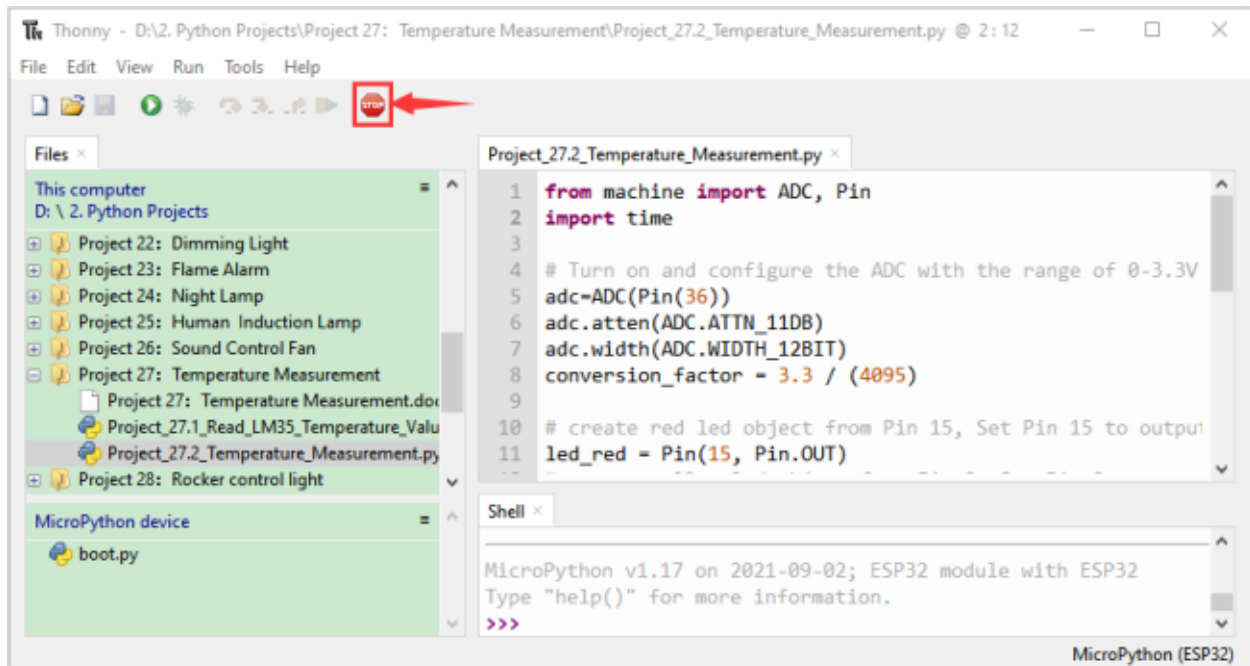 Thonny - D:\2. Python Projects\Project 27: Temperature Measurement\Project_27.2_Temperature_Measurement.py @ 2:12
File Edit View Run Tools Help
STOP
Files
This computer
D: \ 2. Python Projects
Project 22: Dimming Light
Project 23: Flame Alarm
Project 24: Night Lamp
Project 25: Human Induction Lamp
Project 26: Sound Control Fan
Project 27: Temperature Measurement
Project 27: Temperature Measurement.doc
Project_27.1_Read_LM35_Temperature_Valu
Project_27.2_Temperature_Measurement.py
Project 28: Rocker control light
MicroPython device
boot.py
Project_27.2_Temperature_Measurement.py
1 from machine import ADC, Pin
2 import time
3
4 # Turn on and configure the ADC with the range of 0-3.3V
5 adc=ADC(Pin(36))
6 adc.atten(ADC.ATTN_11DB)
7 adc.width(ADC.WIDTH_12BIT)
8 conversion_factor = 3.3 / (4095)
9
10 # create red led object from Pin 15, Set Pin 15 to output
11 led_red = Pin(15, Pin.OUT)
Shell
MicroPython v1.17 on 2021-09-02; ESP32 module with ESP32
Type "help()" for more information.
>>>
MicroPython (ESP32)